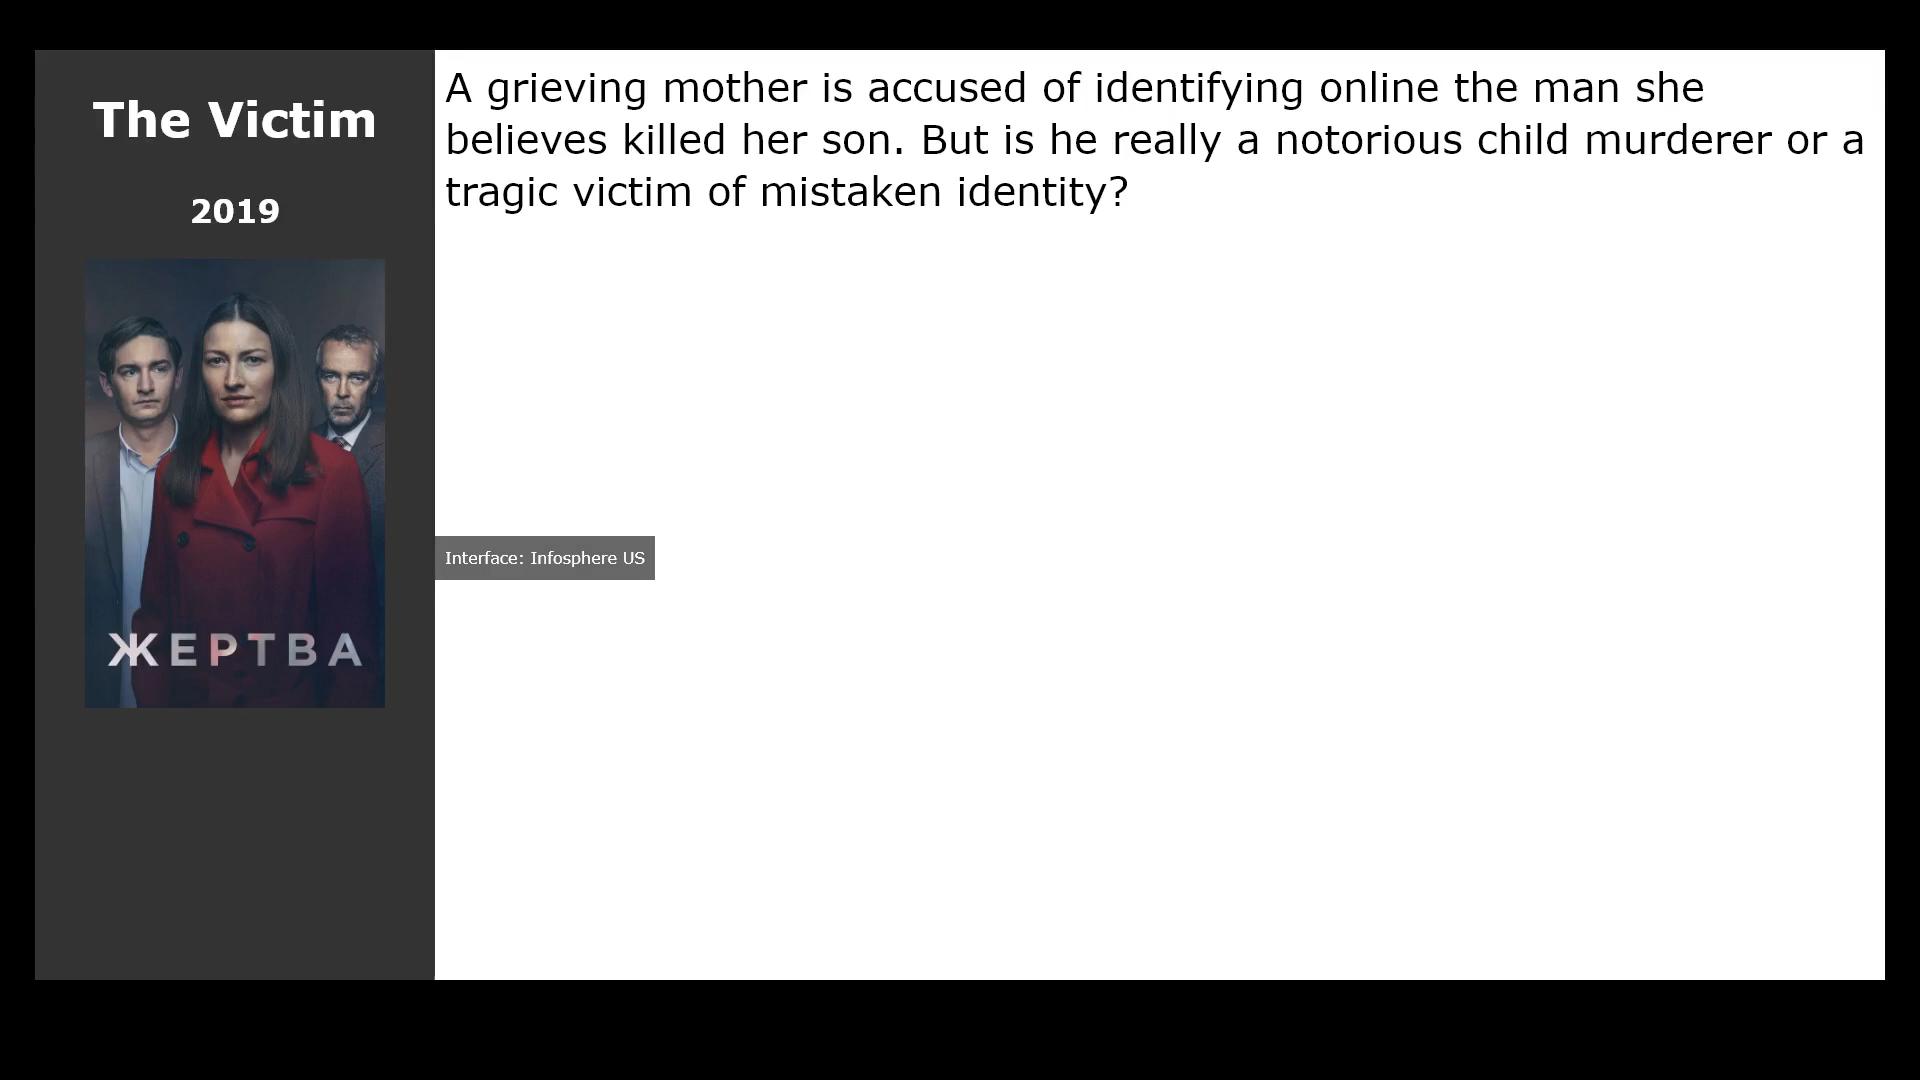 The Victim
2019
ЖЕРТВА
A grieving mother is accused of identifying online the man she
believes killed her son. But is he really a notorious child murderer or a
tragic victim of mistaken identity?
Interface: Infosphere US